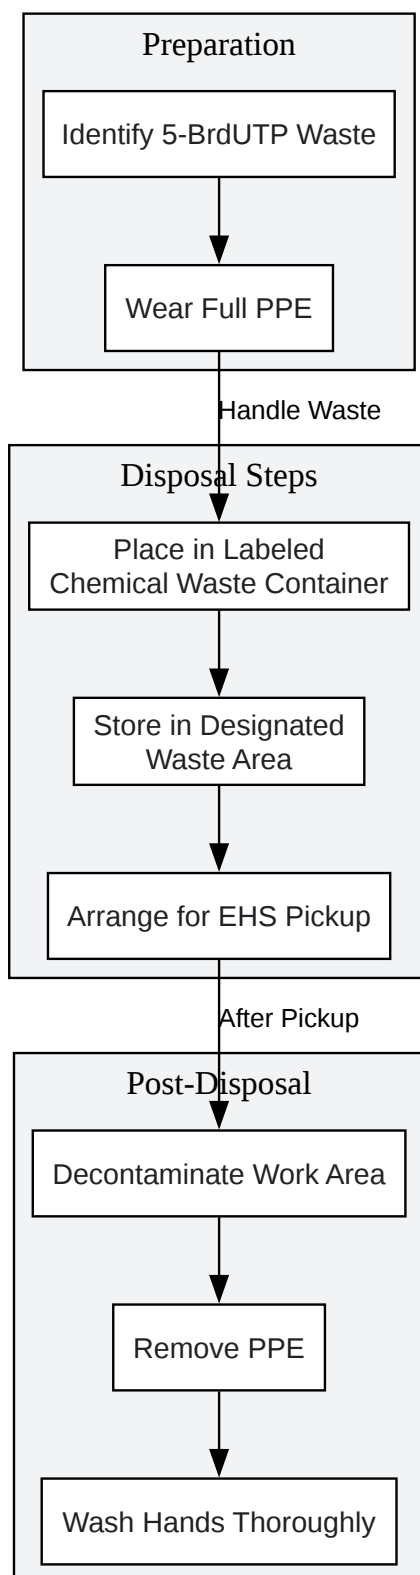 Preparation
Identify 5-BrdUTP Waste
Wear Full PPE
Handle Waste
Disposal Steps
Place in Labeled
Chemical Waste Container
Store in Designated
Waste Area
Arrange for EHS Pickup
After Pickup
Post-Disposal
Decontaminate Work Area
Remove PPE
Wash Hands Thoroughly